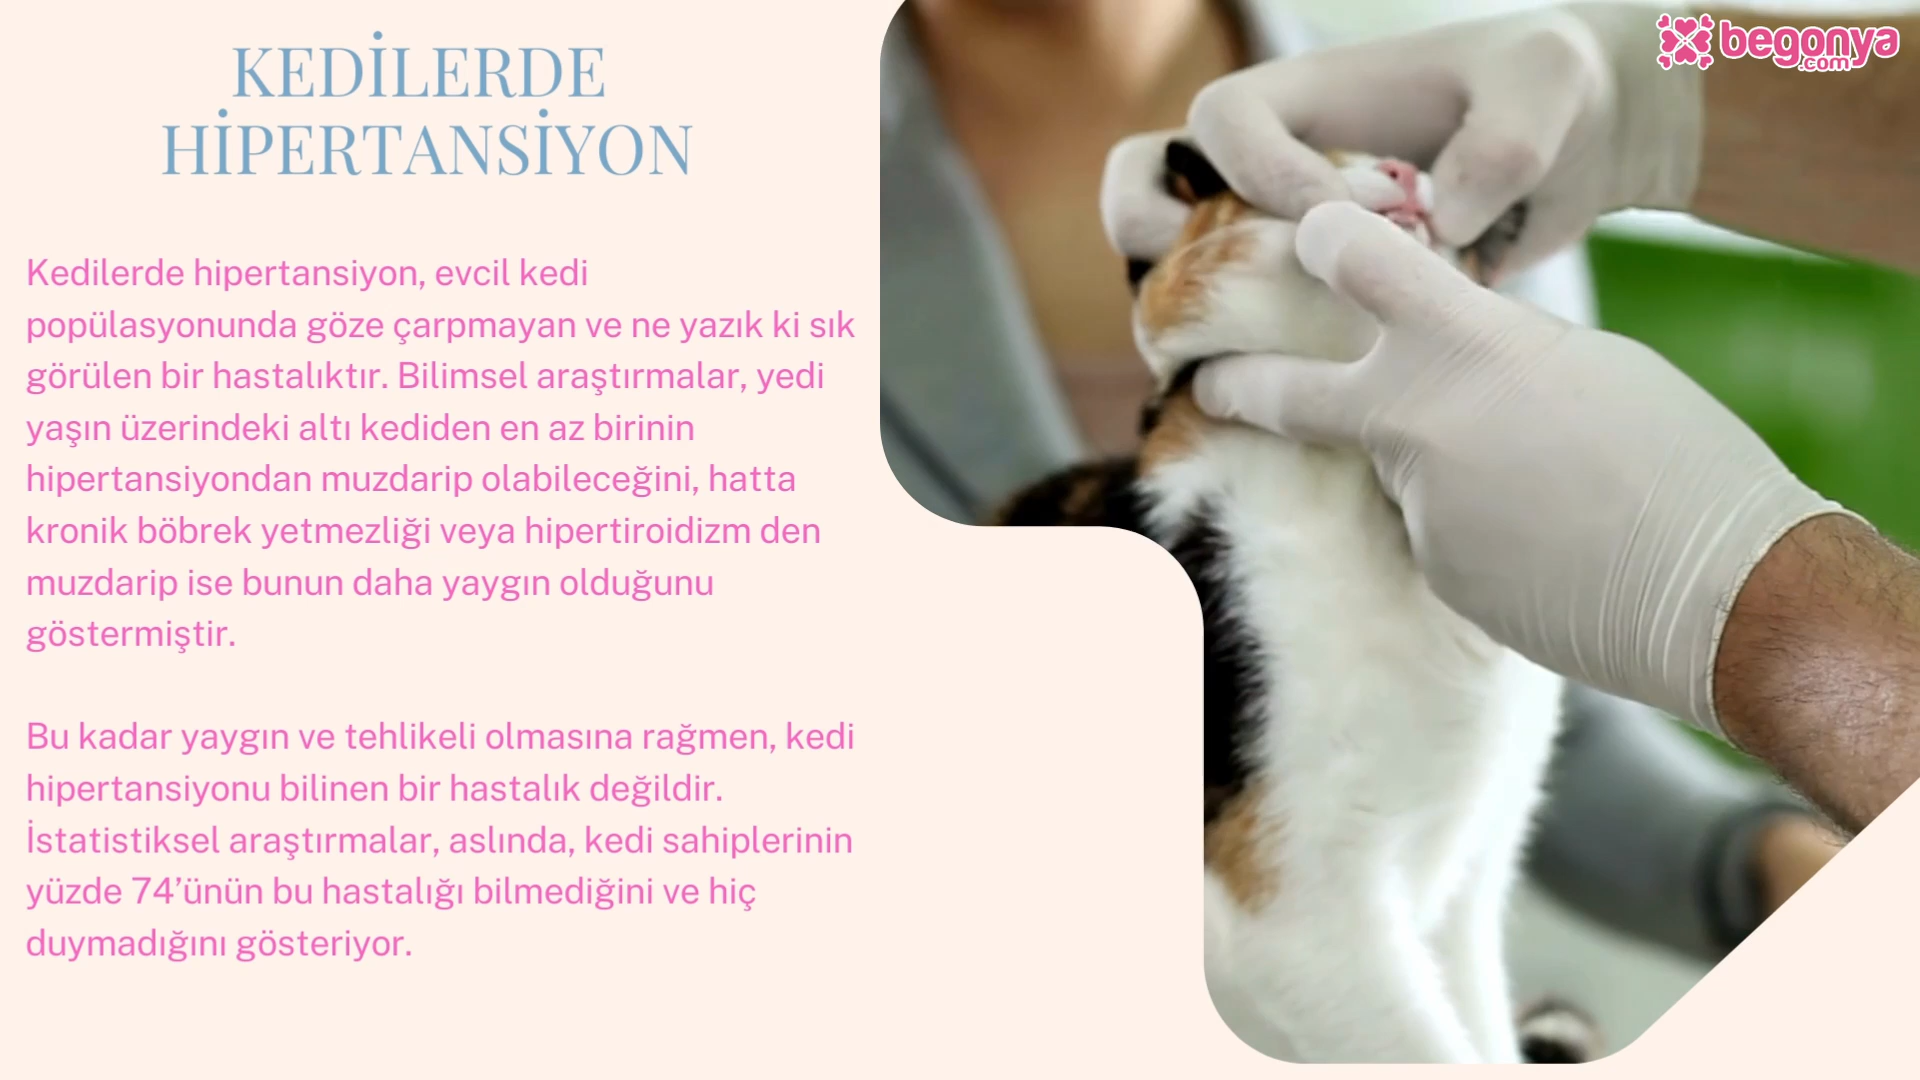 KEDİLERDE
HİPERTANSİYON
Kedilerde hipertansiyon, evcil kedi
popülasyonunda göze çarpmayan ve ne yazık ki sık
görülen bir hastalıktır. Bilimsel araştırmalar, yedi
yaşın üzerindeki altı kediden en az birinin
hipertansiyondan muzdarip olabileceğini, hatta
kronik böbrek yetmezliği veya hipertiroidizm den
muzdarip ise bunun daha yaygın olduğunu
göstermiştir.
Bu kadar yaygın ve tehlikeli olmasına rağmen, kedi
hipertansiyonu bilinen bir hastalık değildir.
İstatistiksel araştırmalar, aslında, kedi sahiplerinin
yüzde 74’ünün bu hastalığı bilmediğini ve hiç
duymadığını gösteriyor.
begonya
.com